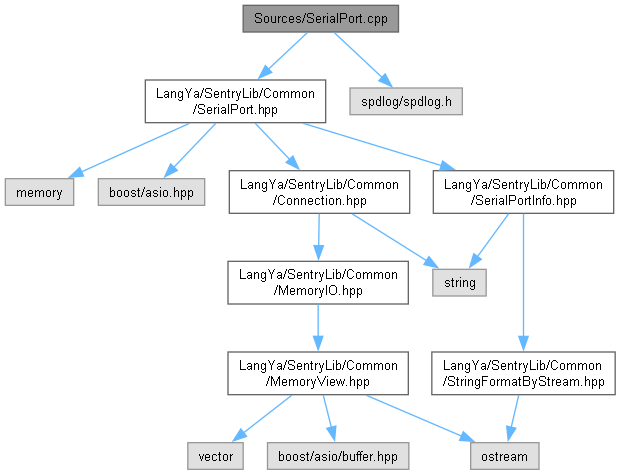 Sources/SerialPort.cpp
LangYa/SentryLib/Common
/SerialPort.hpp
spdlog/spdlog.h
memory
boost/asio.hpp
LangYa/SentryLib/Common
/Connection.hpp
LangYa/SentryLib/Common
/SerialPortInfo.hpp
LangYa/SentryLib/Common
/MemoryIO.hpp
string
LangYa/SentryLib/Common
/MemoryView.hpp
LangYa/SentryLib/Common
/StringFormatByStream.hpp
vector
boost/asio/buffer.hpp
ostream